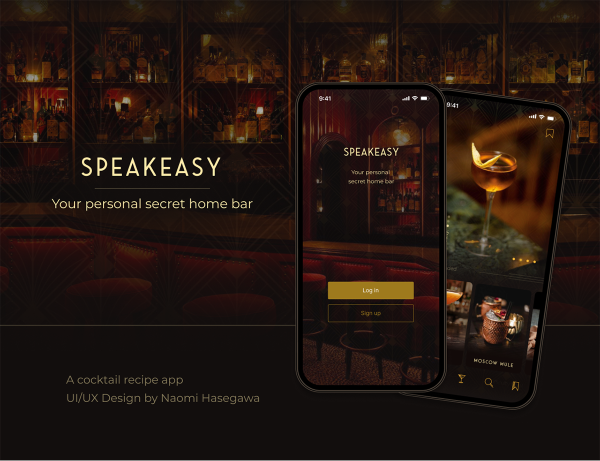 SPEAKEASY
Your personal secret home bar
A cocktail recipe app
UI/UX Design by Naomi Hasegawa
9:41
SPEAKEASY
Your personal
secret home bar
Log in
Sign up
9:41
MOSCOW MULE